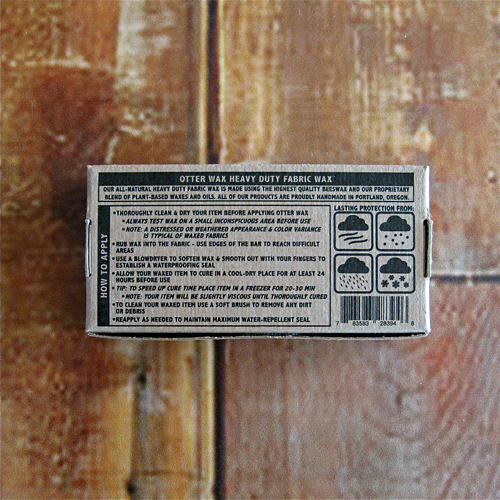 OTTER WAX HEAVY DUTY FABRIC WAX
OUR ALL-NATURAL HEAVY DUTY FABRIC WAX IS MADE USING THE HIGHEST QUALITY BEESWAX AND OUR PROPRIETARY
BLEND OF PLANT-BASED WAXES AND OILS. ALL OF OUR PRODUCTS ARE PROUDLY HANDMADE IN PORTLAND, OREGON.
HOW TO APPLY
•THOROUGHLY CLEAN & DRY YOUR ITEM BEFORE APPLYING OTTER WAX
•ALWAYS TEST WAX ON A SMALL INCONSPICUOUS AREA BEFORE USE
•NOTE: A DISTRESSED OR WEATHERED APPEARANCE & COLOR VARIANCE
IS TYPICAL OF WAXED FABRICS
•RUB WAX INTO THE FABRIC - USE EDGES OF THE BAR TO REACH DIFFICULT
AREAS
•USE A BLOWDRYER TO SOFTEN WAX & SMOOTH OUT WITH YOUR FINGERS TO
ESTABLISH A WATERPROOFING SEAL
•ALLOW YOUR WAXED ITEM TO CURE IN A COOL-DRY PLACE FOR AT LEAST 24
HOURS BEFORE USE
•TIP: TO SPEED UP CURE TIME PLACE ITEM IN A FREEZER FOR 20-30 MIN
•NOTE: YOUR ITEM WILL BE SLIGHTLY VISCOUS UNTIL THOROUGHLY CURED
•TO CLEAN YOUR WAXED ITEM USE A SOFT BRUSH TO REMOVE ANY DIRT
OR DEBRIS
•REAPPLY AS NEEDED TO MAINTAIN MAXIMUM WATER-REPELLENT SEAL
LASTING PROTECTION FROM:
7 83583 28394 6